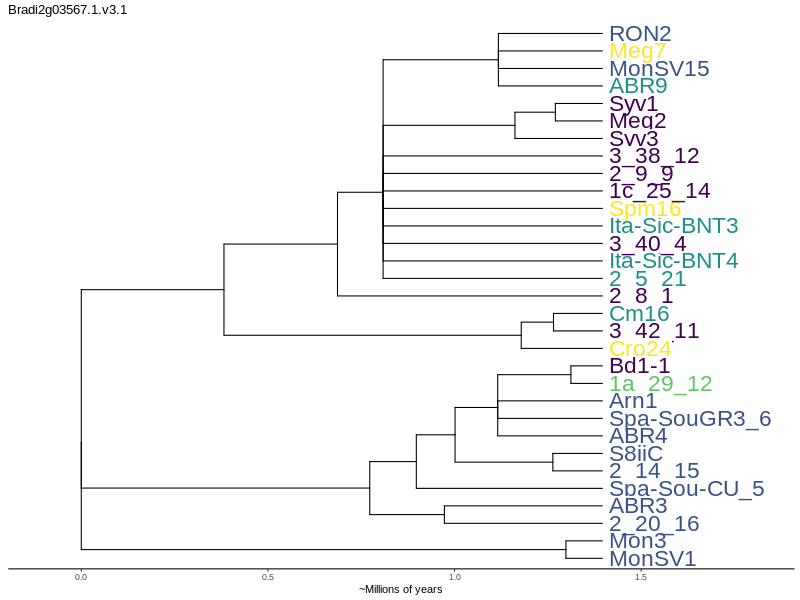 Bradi2g03567.1.v3.1
RON2
Meg7
MonSV15
ABR9
Syv1
Meg2
Syv3
3_38_12
2_9_9
1c_25_14
Spm16
Ita-Sic-BNT3
3_40_4
Ita-Sic-BNT4
2_5_21
2_8_1
Cm16
3_42_11
Cro24
Bd1-1
1a_29_12
Arn1
Spa-SouGR3_6
ABR4
S8iiC
2_14_15
Spa-Sou-CU_5
ABR3
2_20_16
Mon3
MonSV1
0.0 0.5 1.0 1.5
~Millions of years